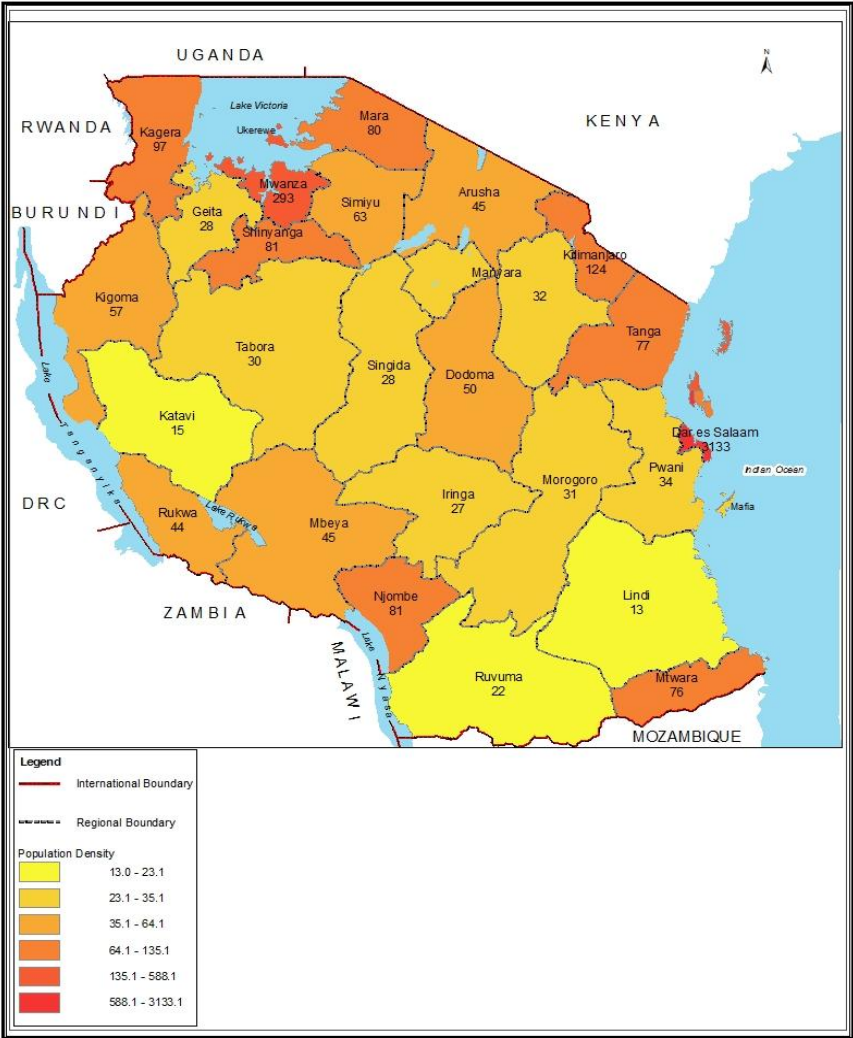 N
UGANDA
Lake Victoria
Ukerewe
Mara
80
KENYA
RWANDA
Kagera
97
Mwanza
293
Simiyu
63
Arusha
45
BURUNDI
Geita
28
Shinyanga
81
Kilimanjaro
124
Manyara
32
Kigoma
57
Tanga
77
Tabora
30
Singida
28
Dodoma
50
Lake Tanganyika
Katavi
15
Dar es Salaam
3133
Pwani
34
Indian Ocean
Morogoro
31
Iringa
27
Mafia
DRC
Rukwa
44
Lake Rukwa
Mbeya
45
Lindi
13
Njombe
81
ZAMBIA
MALAWI
Lake Nyasa
Ruvuma
22
Mtwara
76
MOZAMBIQUE
Legend
International Boundary
Regional Boundary
Population Density
13.0 - 23.1
23.1 - 35.1
35.1 - 64.1
64.1 - 135.1
135.1 - 588.1
588.1 - 3133.1